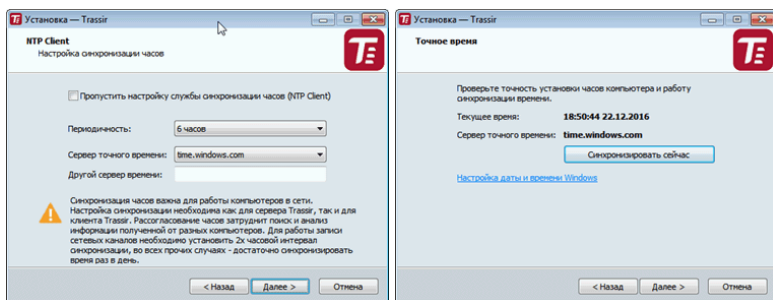 Установка — Trassir
NTP Client
Настройка синхронизации часов
Пропустить настройку службы синхронизации часов (NTP Client)
Периодичность:
6 часов
Сервер точного времени:
time.windows.com
Другой сервер времени:
Синхронизация часов важна для работы компьютеров в сети.
Настройка синхронизации необходима как для сервера Trassir, так и для
клиента Trassir. Рассогласование часов затруднит поиск и анализ
информации полученной от разных компьютеров. Для работы записи
сетевых каналов необходимо установить 2х часовой интервал
синхронизации, во всех прочих случаях - достаточно синхронизировать
время раз в день.
< Назад
Далее >
Отмена
Установка — Trassir
Точное время
Проверьте точность установки часов компьютера и работу
синхронизации времени.
Текущее время: 18:50:44 22.12.2016
Сервер точного времени: time.windows.com
Синхронизировать сейчас
Настройка даты и времени Windows
< Назад
Далее >
Отмена